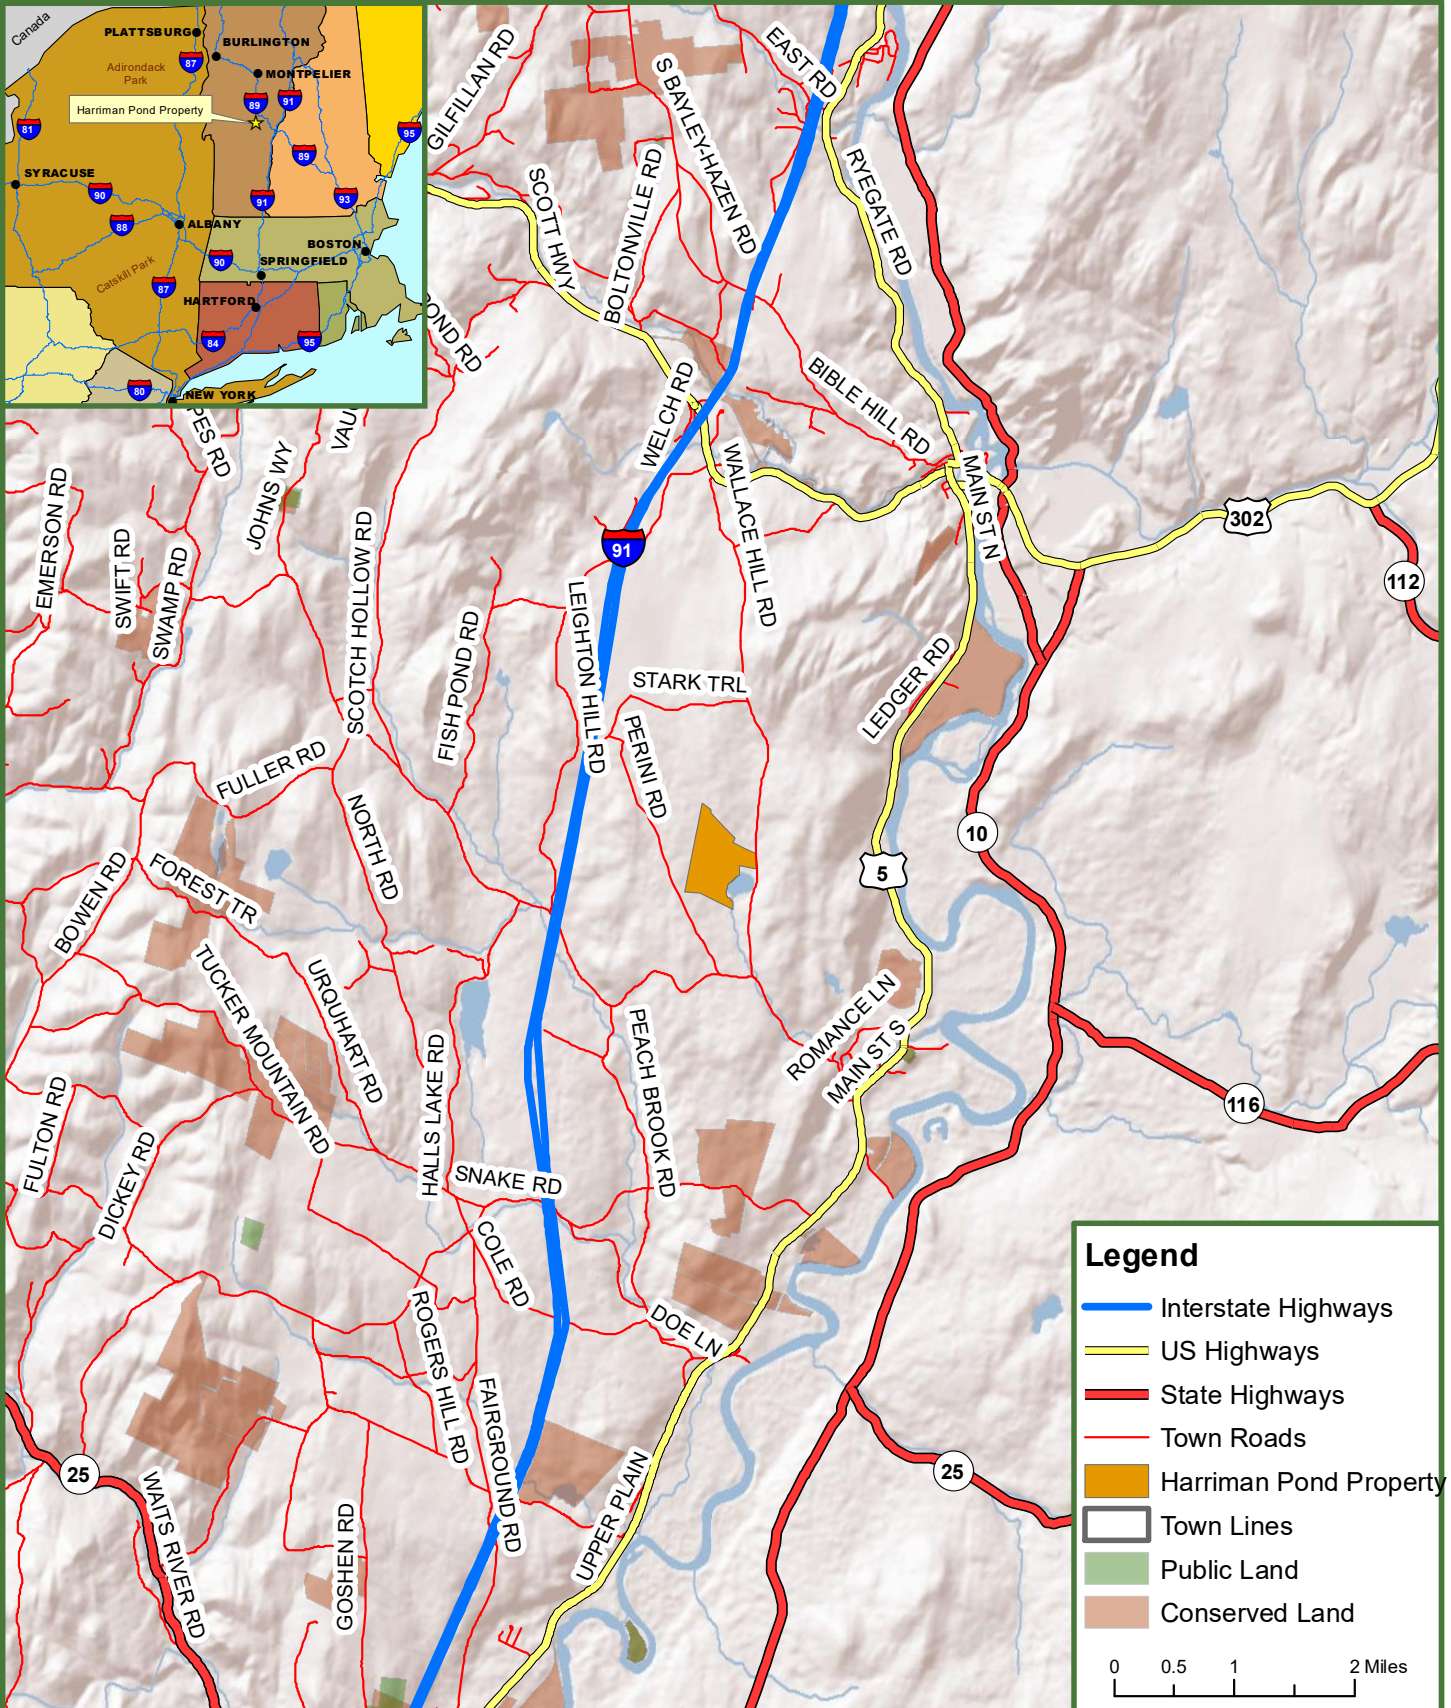 Canada
PLATTSBURG
BURLINGTON
87
Adirondack
Park
MONTPELIER
Harriman Pond Property
89
91
81
95
89
SYRACUSE
90
91
93
88
ALBANY
BOSTON
90
SPRINGFIELD
Catskill Park
87
HARTFORD
84
95
80
NEW YORK
GILFILLAN RD
EAST RD
S BAYLEY-HAZEN RD
RYEGATE RD
SCOTT HWY
BOLTONVILLE RD
OND RD
BIBLE HILL RD
WELCH RD
PES RD
VAUG
JOHNS WY
EMERSON RD
SWIFT RD
SWAMP RD
SCOTCH HOLLOW RD
WALLACE HILL RD
MAIN ST N
302
91
112
FISH POND RD
LEIGHTON HILL RD
STARK TRL
LEDGER RD
PERINI RD
FULLER RD
NORTH RD
10
5
BOWEN RD
FOREST TR
TUCKER MOUNTAIN RD
URQUHART RD
ROMANCE LN
MAIN ST S
PEACH BROOK RD
HALLS LAKE RD
116
FULTON RD
DICKEY RD
SNAKE RD
COLE RD
DOE LN
ROGERS HILL RD
FAIRGROUND RD
UPPER PLAIN
25
25
WAITS RIVER RD
GOSHEN RD
Legend
Interstate Highways
US Highways
State Highways
Town Roads
Harriman Pond Property
Town Lines
Public Land
Conserved Land
0 0.5 1 2 Miles